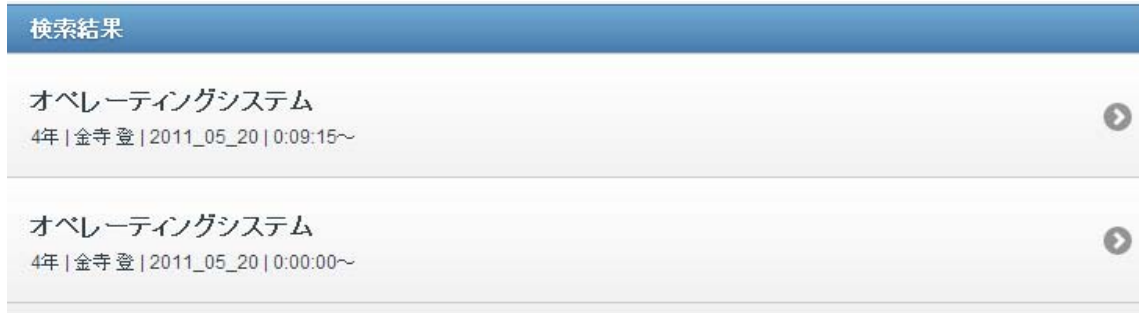 検索結果
オペレーティングシステム
4年 | 金寺 登 | 2011_05_20 | 0:09:15～
オペレーティングシステム
4年 | 金寺 登 | 2011_05_20 | 0:00:00～